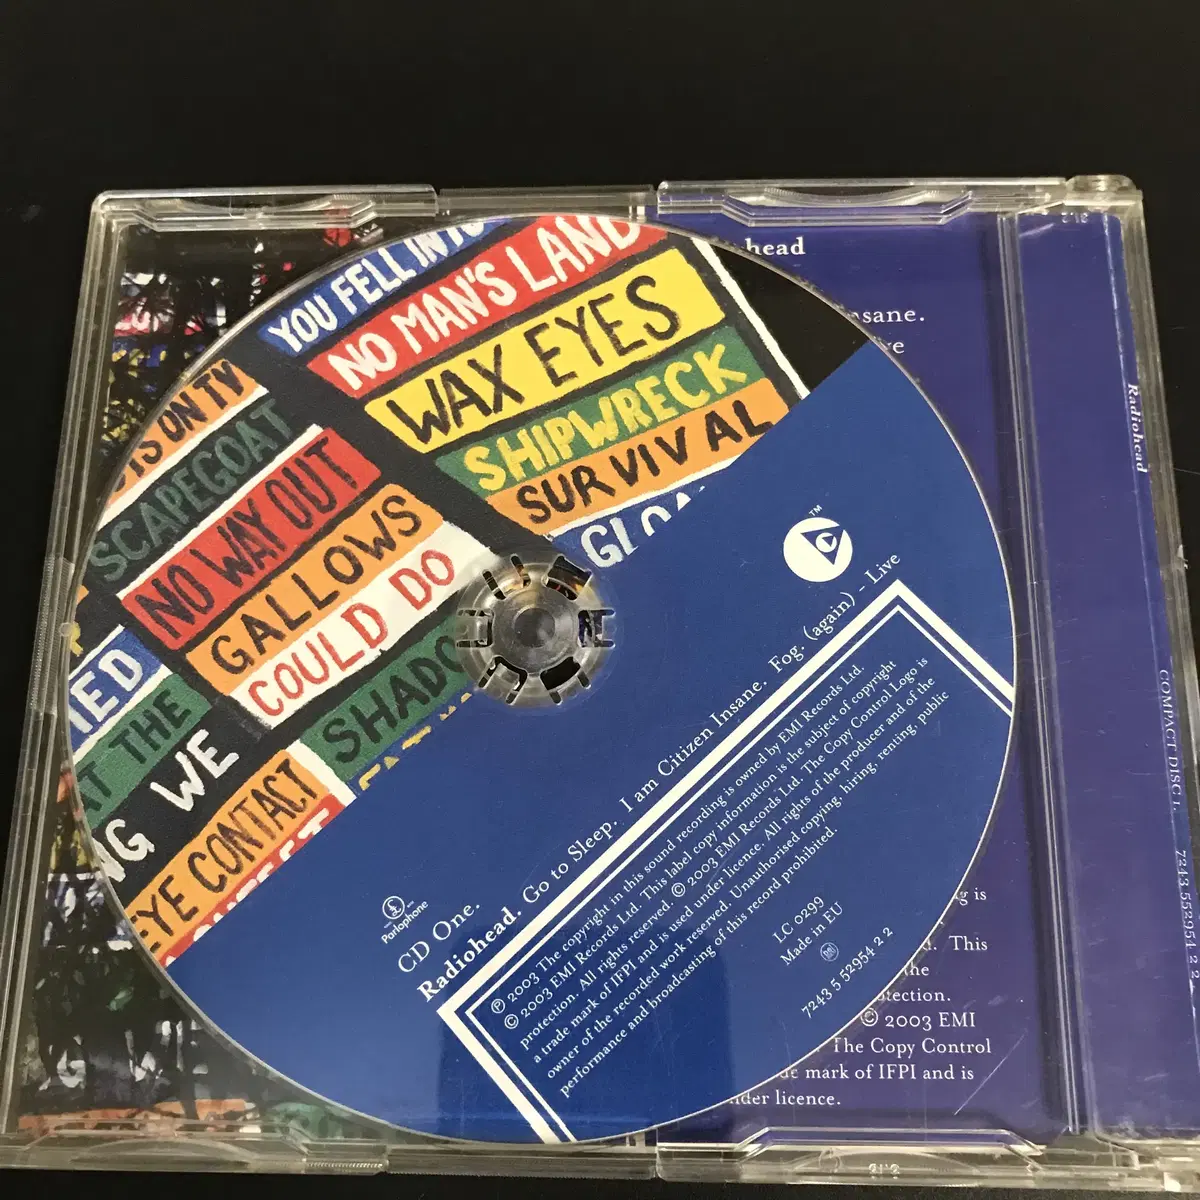 YOU FELL INTO
NO MAN'S LAND
WAX EYES
SHIPWRECK
SURVIVAL
ON TV
SCAPEGOAT
NO WAY OUT
GALLOWS
COULD DO
THE
WE
EYE CONTACT
C
TM
Parlophone
CD One.
Radiohead. Go to Sleep. I am Citizen Insane. Fog. (again) - Live
℗ 2003 The copyright in this sound recording is owned by EMI Records Ltd.
© 2003 EMI Records Ltd. This label copy information is the subject of copyright
protection. All rights reserved. © 2003 EMI Records Ltd. The Copy Control Logo is
a trade mark of IFPI and is used under licence. All rights of the producer and of the
owner of the recorded work reserved. Unauthorised copying, hiring, renting, public
performance and broadcasting of this record prohibited.
LC 0299
Made in EU
7243 5 52954 2 2
head
nsane.
is
This
the
otection.
© 2003 EMI
The Copy Control
mark of IFPI and is
der licence.
Radiohead
COMPACT DISC 1.
7243 552954 2 2